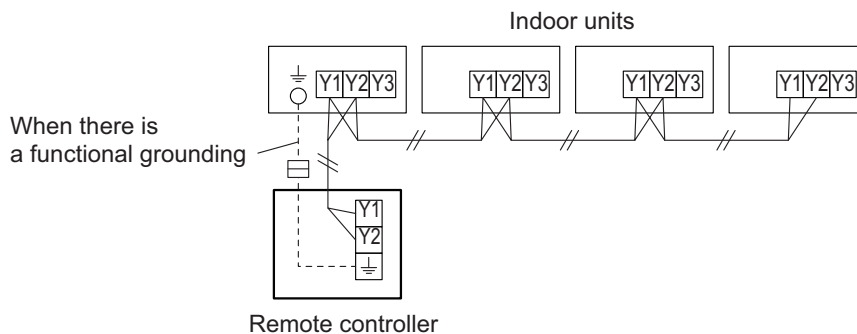 Indoor units
Y1 Y2 Y3 Y1 Y2 Y3 Y1 Y2 Y3 Y1 Y2 Y3
When there is
a functional grounding
Y1
Y2
Remote controller